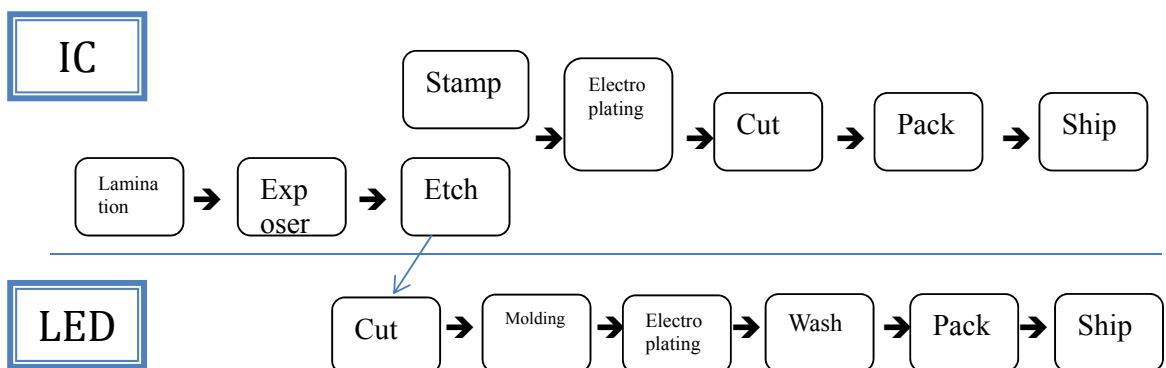 IC
Stamp
Electro
plating
Cut
Pack
Ship
Lamina
tion
Exp
oser
Etch
LED
Cut
Molding
Electro
plating
Wash
Pack
Ship